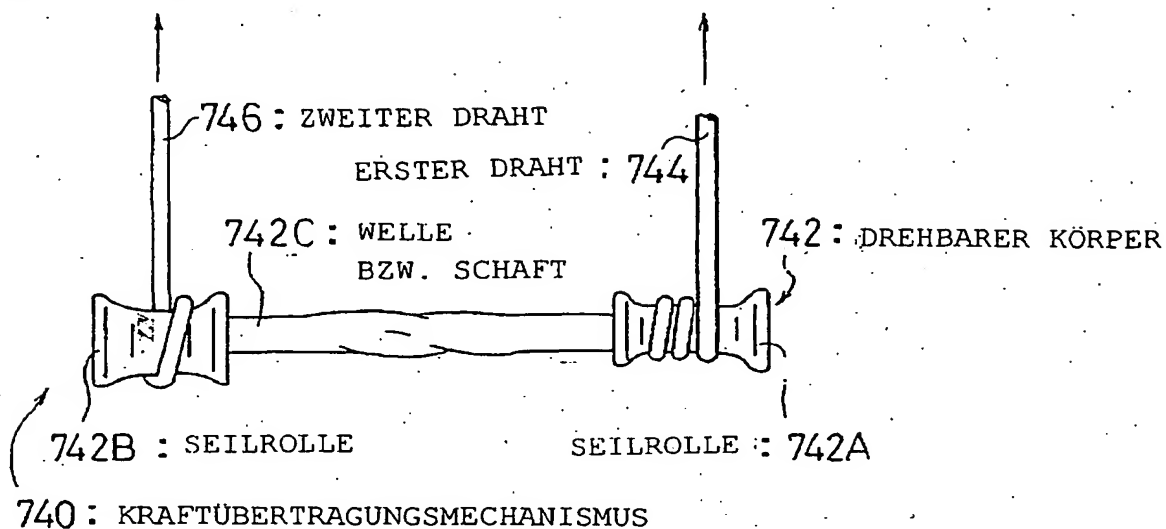 746 : ZWEITER DRAHT
ERSTER DRAHT : 744
742C : WELLE
BZW. SCHAFT
742 : DREHBARER KÖRPER
742B : SEILROLLE
SEILROLLE : 742A
740 : KRAFTÜBERTRAGUNGSMECHANISMUS